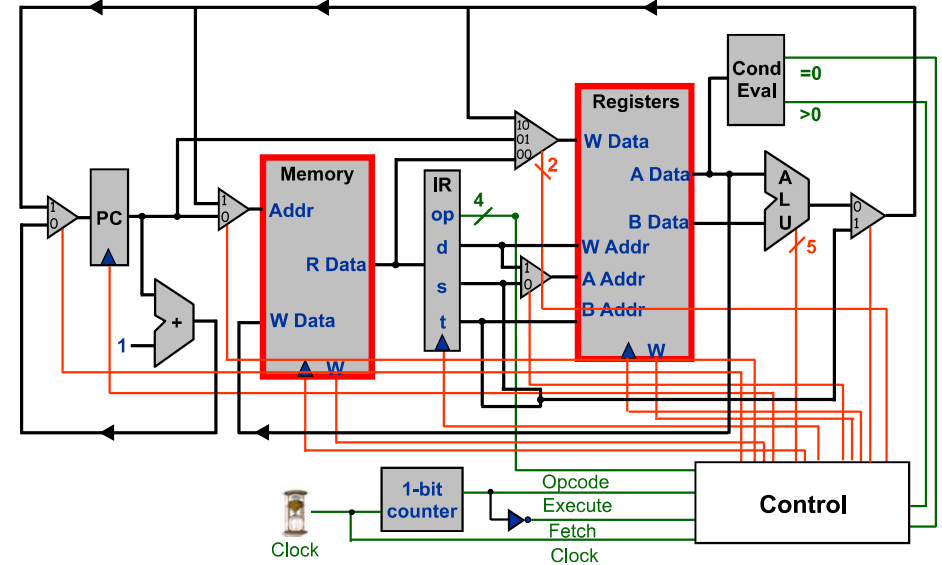 Cond
Eval
=0
>0
Registers
10
01
00
W Data
2
Memory
IR
A Data
A
L
U
op
4
1
0
PC
1
0
Addr
B Data
0
1
d
W Addr
5
R Data
1
0
A Addr
s
B Addr
+
W Data
t
1
W
W
1-bit
counter
Opcode
Execute
Fetch
Clock
Clock
Control